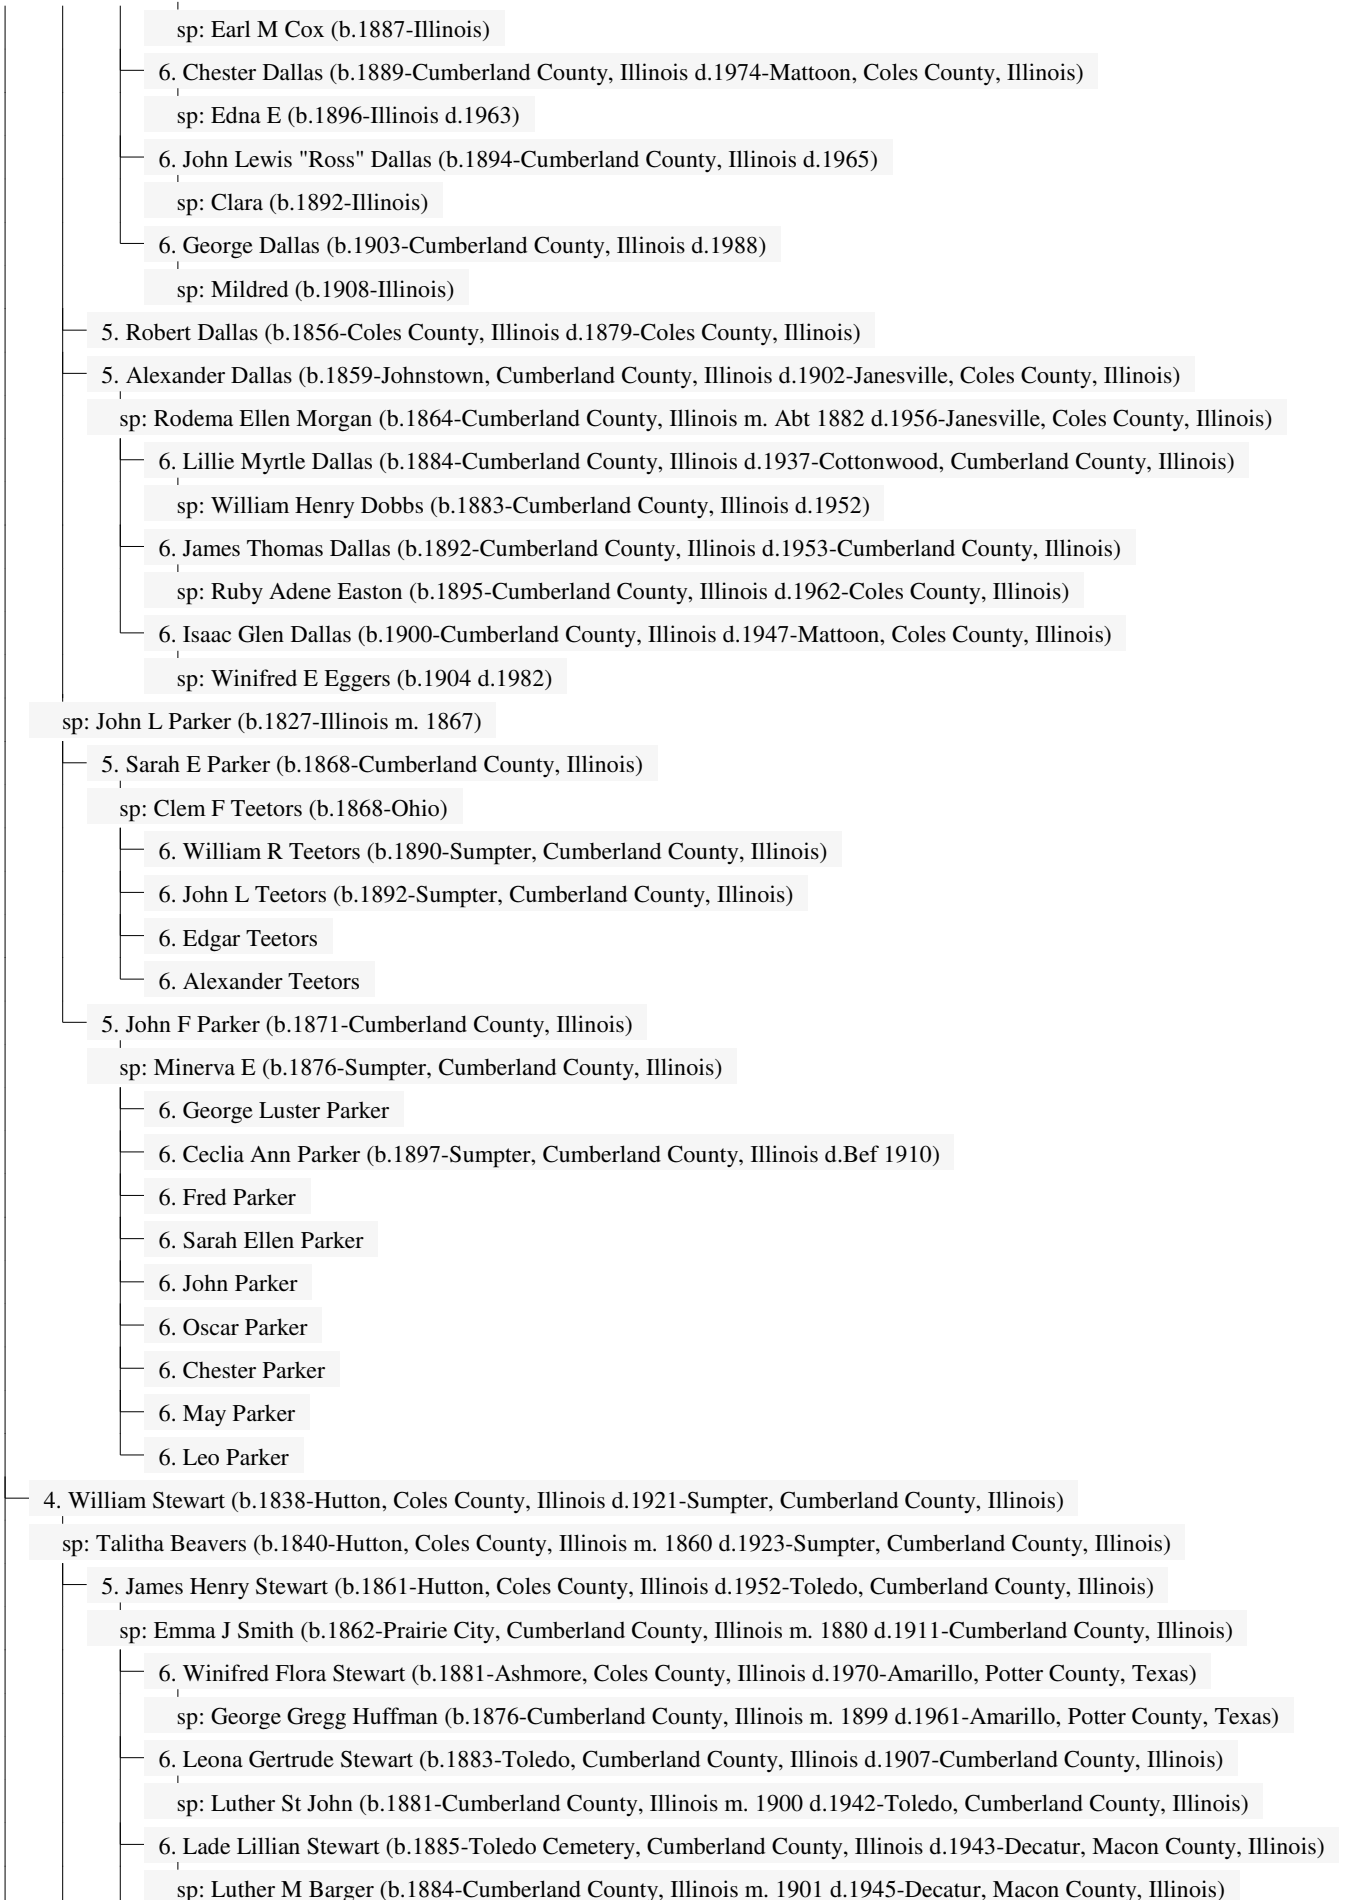 sp: Earl M Cox (b.1887-Illinois)
6. Chester Dallas (b.1889-Cumberland County, Illinois d.1974-Mattoon, Coles County, Illinois)
sp: Edna E (b.1896-Illinois d.1963)
6. John Lewis "Ross" Dallas (b.1894-Cumberland County, Illinois d.1965)
sp: Clara (b.1892-Illinois)
6. George Dallas (b.1903-Cumberland County, Illinois d.1988)
sp: Mildred (b.1908-Illinois)
5. Robert Dallas (b.1856-Coles County, Illinois d.1879-Coles County, Illinois)
5. Alexander Dallas (b.1859-Johnstown, Cumberland County, Illinois d.1902-Janesville, Coles County, Illinois)
sp: Rodema Ellen Morgan (b.1864-Cumberland County, Illinois m. Abt 1882 d.1956-Janesville, Coles County, Illinois)
6. Lillie Myrtle Dallas (b.1884-Cumberland County, Illinois d.1937-Cottonwood, Cumberland County, Illinois)
sp: William Henry Dobbs (b.1883-Cumberland County, Illinois d.1952)
6. James Thomas Dallas (b.1892-Cumberland County, Illinois d.1953-Cumberland County, Illinois)
sp: Ruby Adene Easton (b.1895-Cumberland County, Illinois d.1962-Coles County, Illinois)
6. Isaac Glen Dallas (b.1900-Cumberland County, Illinois d.1947-Mattoon, Coles County, Illinois)
sp: Winifred E Eggers (b.1904 d.1982)
sp: John L Parker (b.1827-Illinois m. 1867)
5. Sarah E Parker (b.1868-Cumberland County, Illinois)
sp: Clem F Teetors (b.1868-Ohio)
6. William R Teetors (b.1890-Sumpter, Cumberland County, Illinois)
6. John L Teetors (b.1892-Sumpter, Cumberland County, Illinois)
6. Edgar Teetors
6. Alexander Teetors
5. John F Parker (b.1871-Cumberland County, Illinois)
sp: Minerva E (b.1876-Sumpter, Cumberland County, Illinois)
6. George Luster Parker
6. Ceclia Ann Parker (b.1897-Sumpter, Cumberland County, Illinois d.Bef 1910)
6. Fred Parker
6. Sarah Ellen Parker
6. John Parker
6. Oscar Parker
6. Chester Parker
6. May Parker
6. Leo Parker
4. William Stewart (b.1838-Hutton, Coles County, Illinois d.1921-Sumpter, Cumberland County, Illinois)
sp: Talitha Beavers (b.1840-Hutton, Coles County, Illinois m. 1860 d.1923-Sumpter, Cumberland County, Illinois)
5. James Henry Stewart (b.1861-Hutton, Coles County, Illinois d.1952-Toledo, Cumberland County, Illinois)
sp: Emma J Smith (b.1862-Prairie City, Cumberland County, Illinois m. 1880 d.1911-Cumberland County, Illinois)
6. Winifred Flora Stewart (b.1881-Ashmore, Coles County, Illinois d.1970-Amarillo, Potter County, Texas)
sp: George Gregg Huffman (b.1876-Cumberland County, Illinois m. 1899 d.1961-Amarillo, Potter County, Texas)
6. Leona Gertrude Stewart (b.1883-Toledo, Cumberland County, Illinois d.1907-Cumberland County, Illinois)
sp: Luther St John (b.1881-Cumberland County, Illinois m. 1900 d.1942-Toledo, Cumberland County, Illinois)
6. Lade Lillian Stewart (b.1885-Toledo Cemetery, Cumberland County, Illinois d.1943-Decatur, Macon County, Illinois)
sp: Luther M Barger (b.1884-Cumberland County, Illinois m. 1901 d.1945-Decatur, Macon County, Illinois)